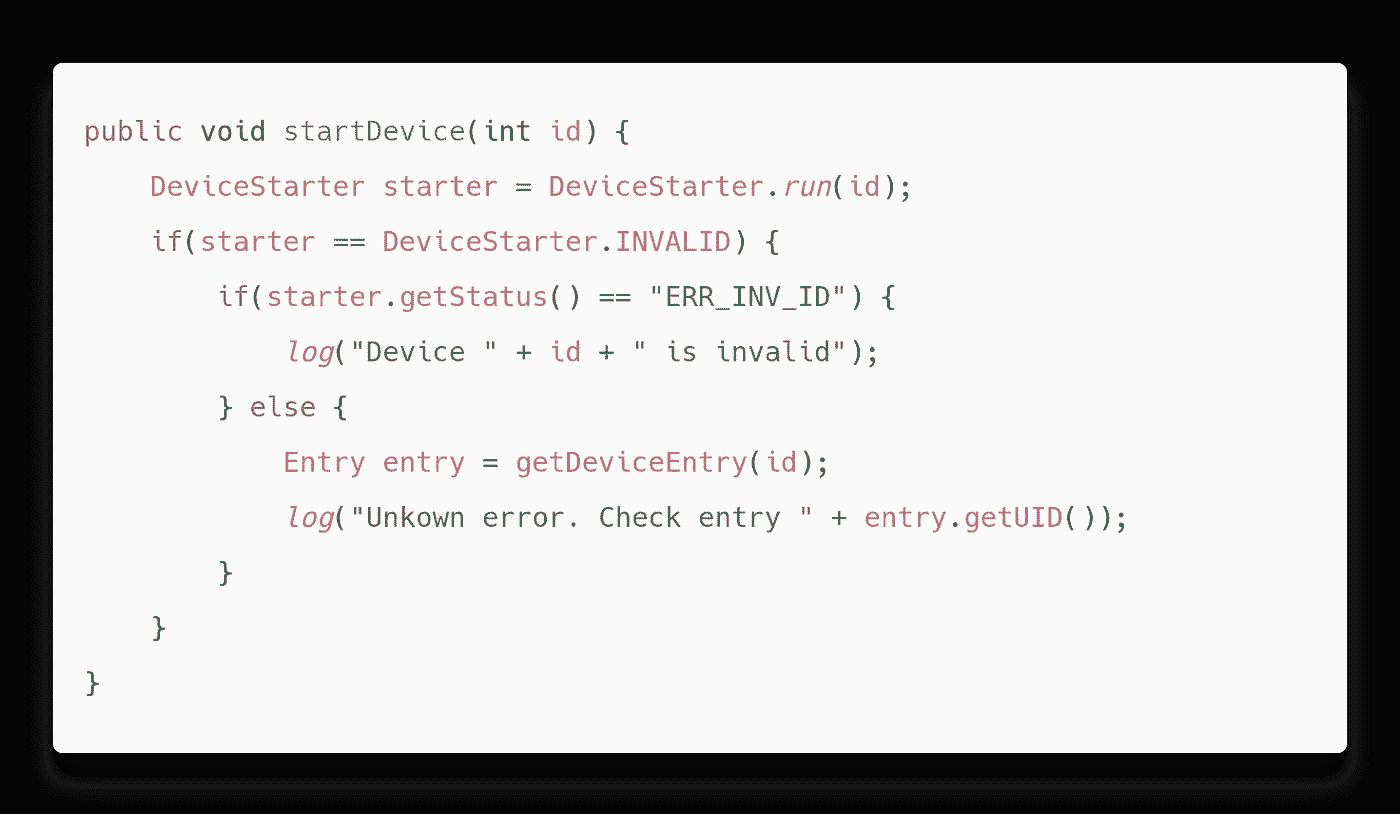 public void startDevice(int id) {
    DeviceStarter starter = DeviceStarter.run(id);
    if(starter == DeviceStarter.INVALID) {
        if(starter.getStatus() == "ERR_INV_ID") {
            log("Device " + id + " is invalid");
        } else {
            Entry entry = getDeviceEntry(id);
            log("Unkown error. Check entry " + entry.getUID());
        }
    }
}